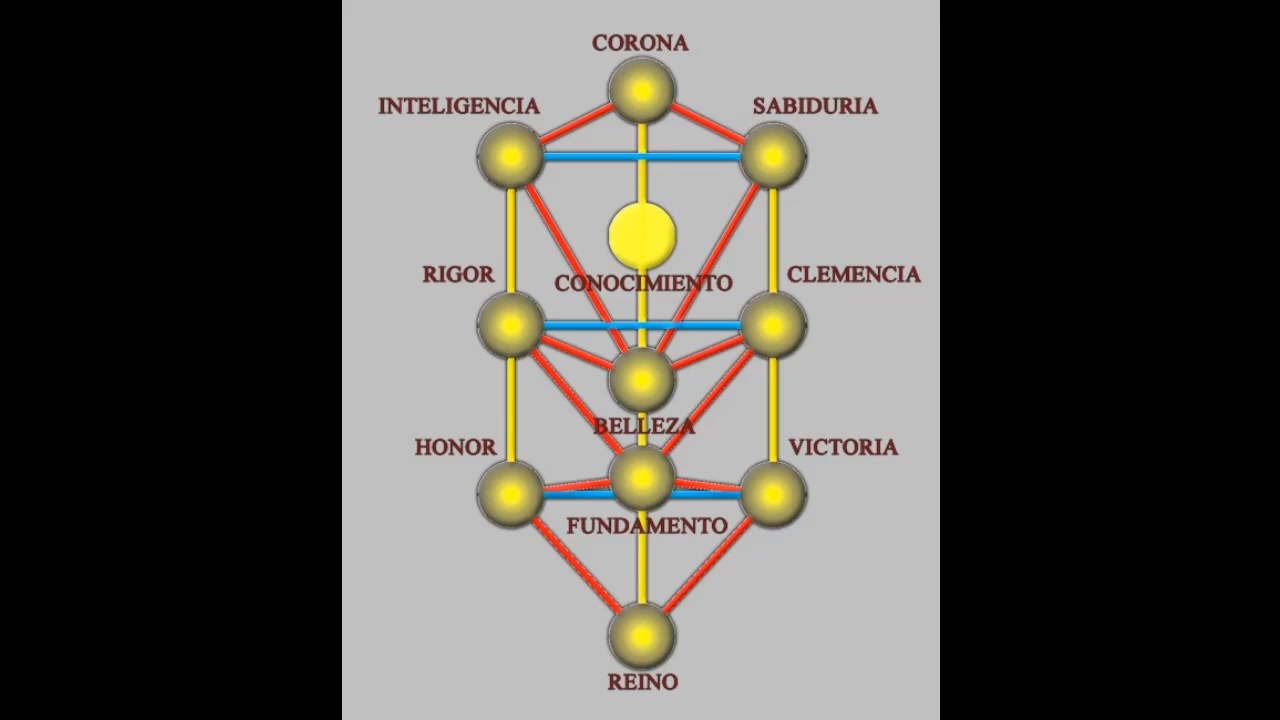 CORONA
INTELIGENCIA
SABIDURIA
RIGOR
CONOCIMIENTO
CLEMENCIA
BELLEZA
HONOR
VICTORIA
FUNDAMENTO
REINO